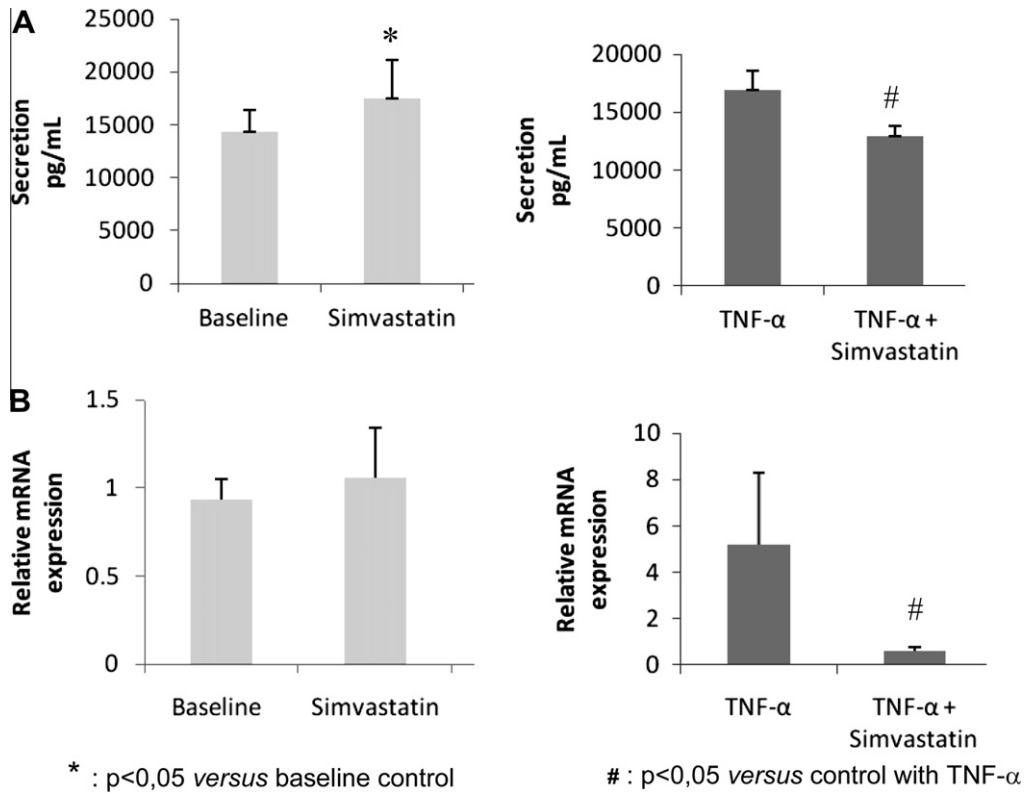 A
25000
20000
15000
10000
5000
0
Secretion
pg/mL
*
Baseline Simvastatin
20000
15000
10000
5000
0
Secretion
pg/mL
#
TNF-α TNF-α +
Simvastatin
B
1.5
1
0.5
0
Relative mRNA
expression
Baseline Simvastatin
10
8
6
4
2
0
Relative mRNA
expression
#
TNF-α TNF-α +
Simvastatin
* : p<0,05 versus baseline control
# : p<0,05 versus control with TNF-α